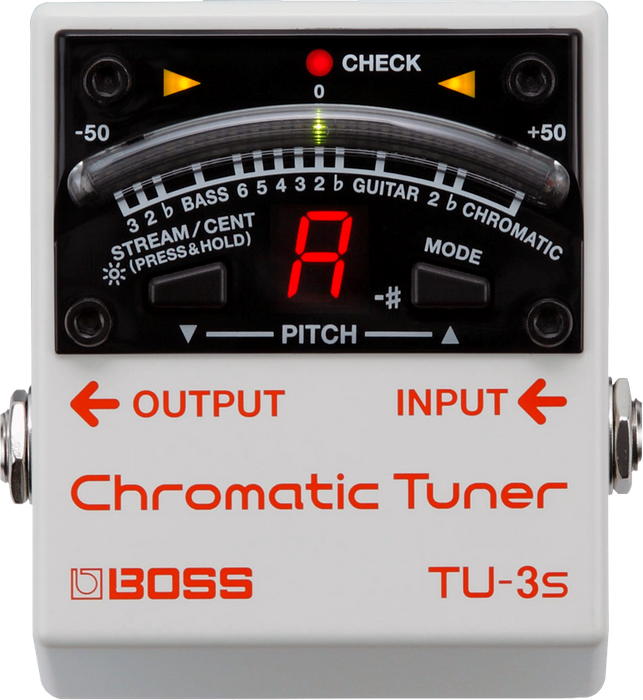 CHECK
0
-50 +50
3 2 ♭ BASS 6 5 4 3 2 ♭ GUITAR 2 ♭ CHROMATIC
STREAM/CENT
(PRESS&HOLD)
A
MODE
-#
▼ PITCH ▲
← OUTPUT INPUT ←
Chromatic Tuner
BOSS TU-3s